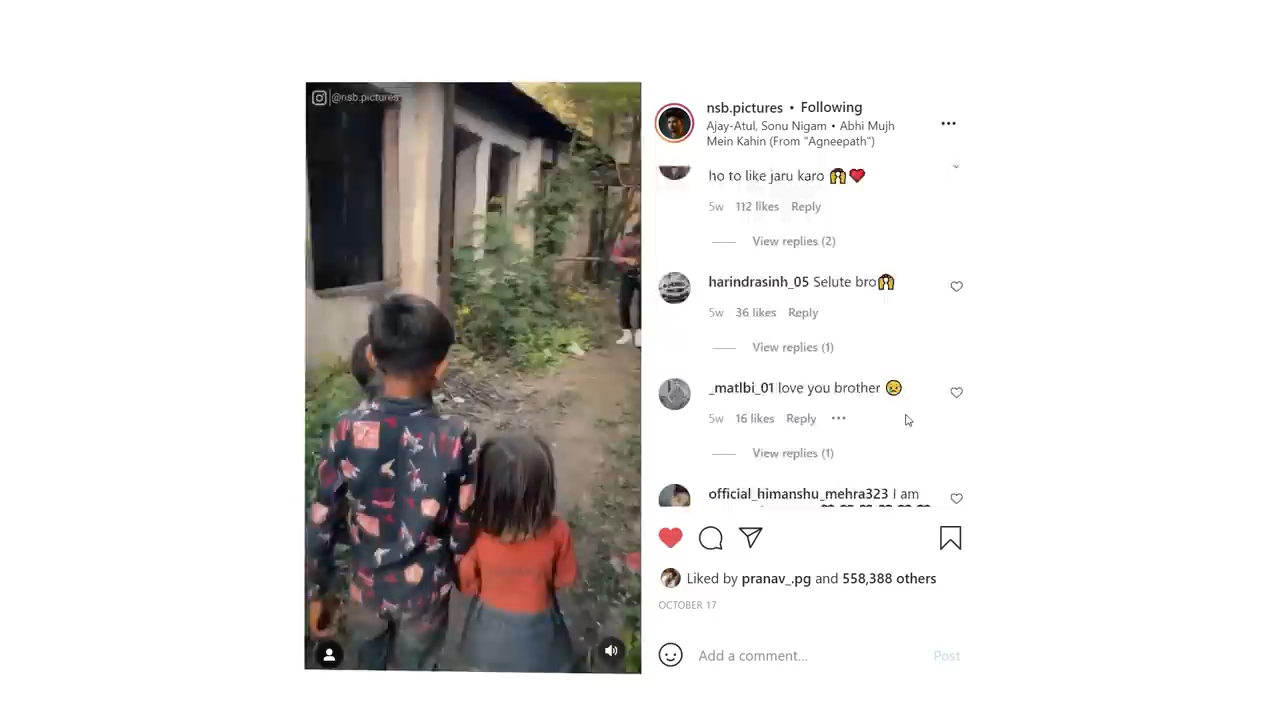 @nsb.pictures
nsb.pictures • Following
Ajay-Atul, Sonu Nigam • Abhi Mujh
Mein Kahin (From "Agneepath")
ho to like jaru karo 🙌❤️
5w 112 likes Reply
View replies (2)
harindrasinh_05 Selute bro🙌
5w 36 likes Reply
View replies (1)
_matlbi_01 love you brother 😢
5w 16 likes Reply •••
View replies (1)
official_himanshu_mehra323 I am
Liked by pranav_.pg and 558,388 others
OCTOBER 17
Add a comment... Post